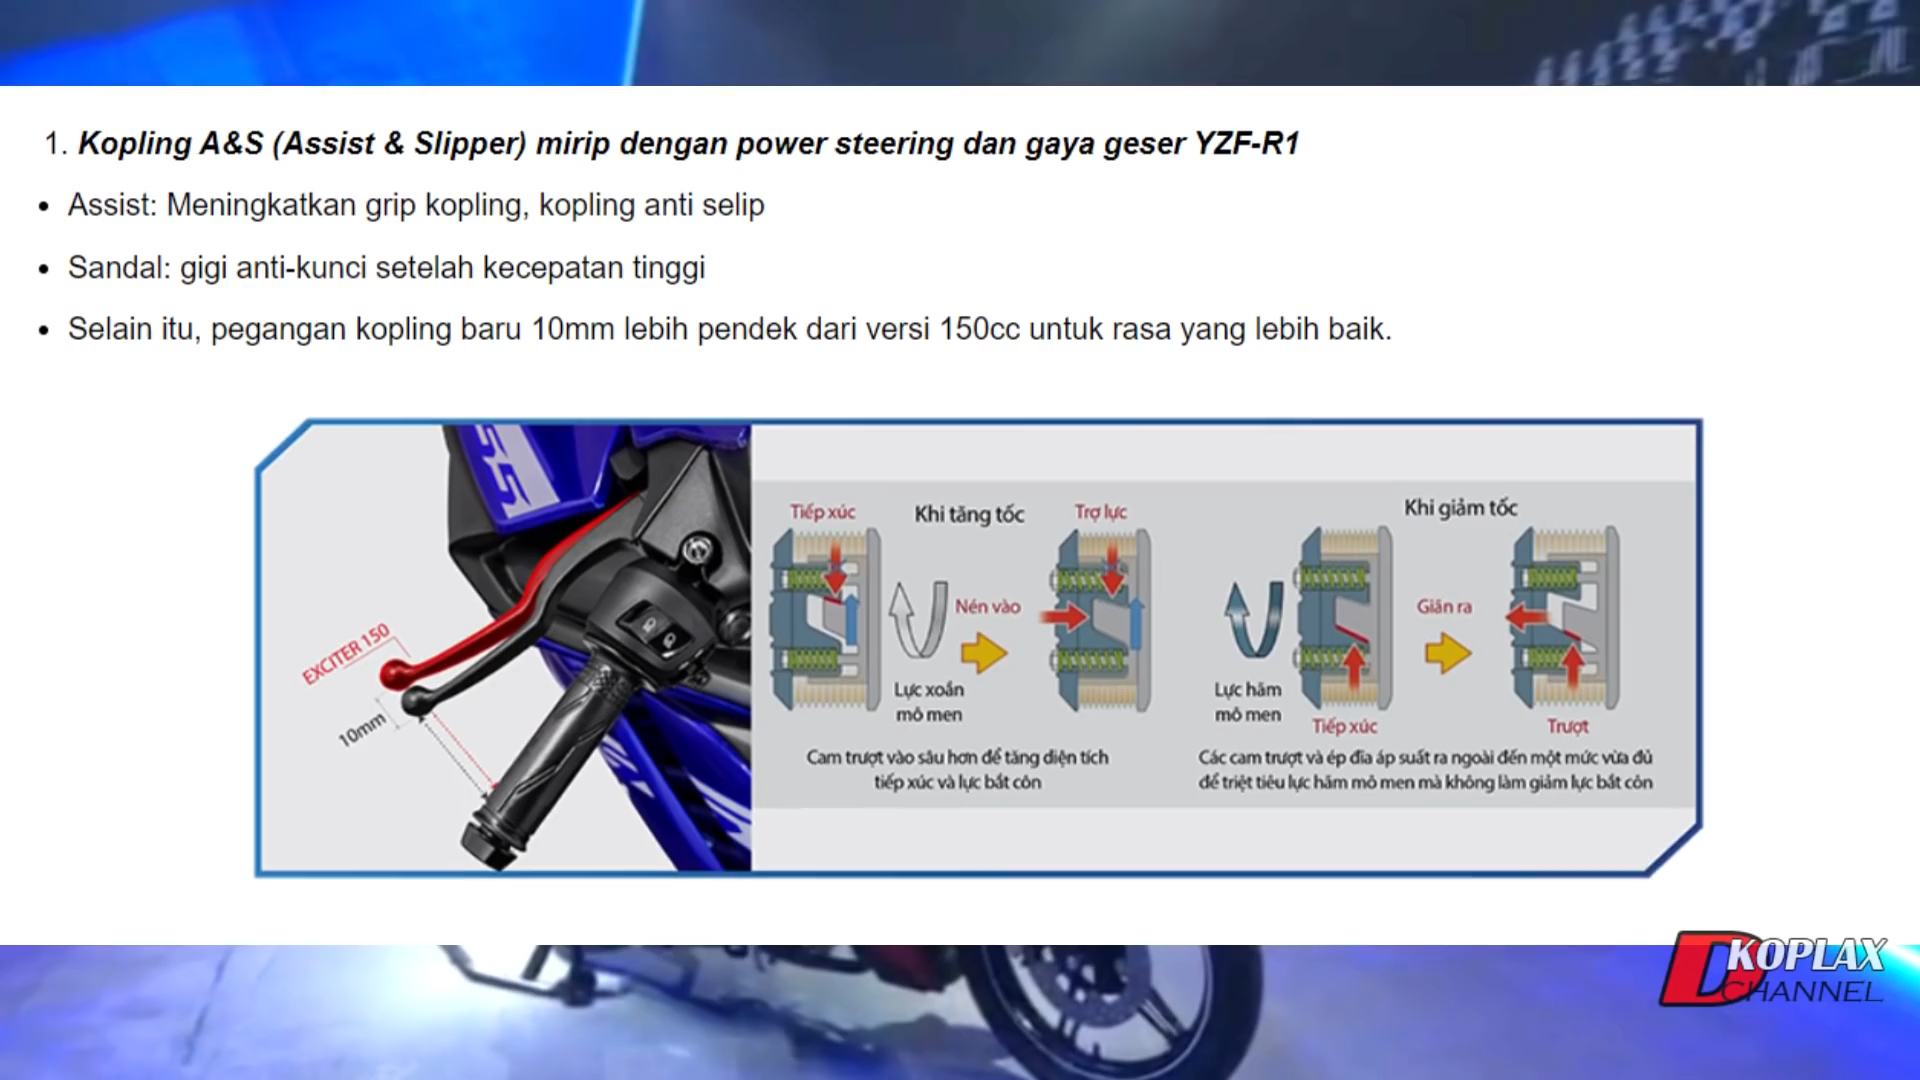 1. Kopling A&S (Assist & Slipper) mirip dengan power steering dan gaya geser YZF-R1
• Assist: Meningkatkan grip kopling, kopling anti selip
• Sandal: gigi anti-kunci setelah kecepatan tinggi
• Selain itu, pegangan kopling baru 10mm lebih pendek dari versi 150cc untuk rasa yang lebih baik.
EXCITER 150
10mm
155
Tiếp xúc
Khi tăng tốc
Trợ lực
Nén vào
Lực xoắn
mô men
Cam trượt vào sâu hơn để tăng diện tích
tiếp xúc và lực bắt côn
Khi giảm tốc
Giãn ra
Lực hãm
mô men
Tiếp xúc
Trượt
Các cam trượt và ép đĩa áp suất ra ngoài đến một mức vừa đủ
để triệt tiêu lực hãm mô men mà không làm giảm lực bắt côn
D KOPLAX
CHANNEL